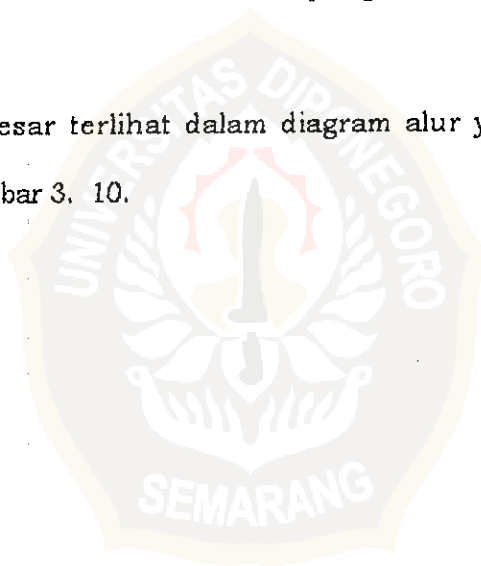 esar terlihat dalam diagram alur y
bar 3. 10.
UNIVERSITAS DIPONEGORO
SEMARANG